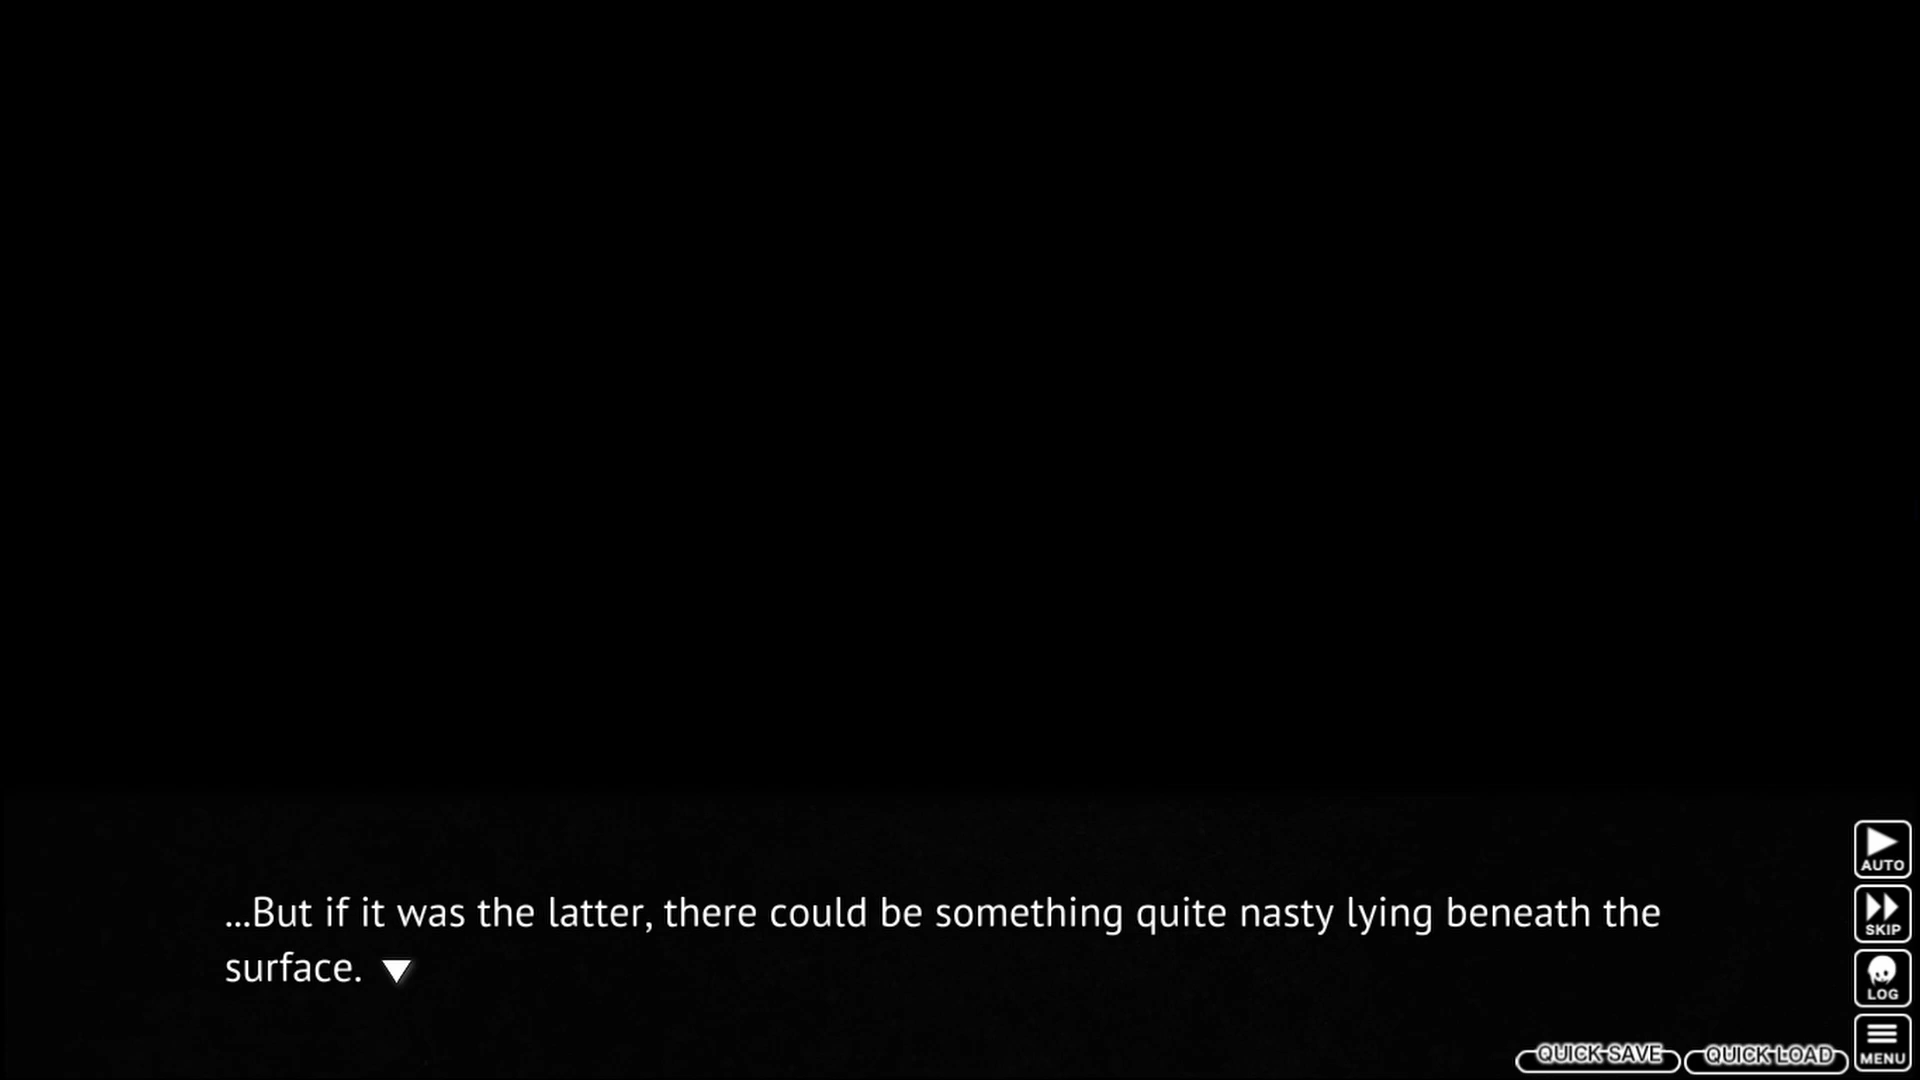 ...But if it was the latter, there could be something quite nasty lying beneath the
surface.
AUTO
SKIP
LOG
MENU
QUICK SAVE
QUICK LOAD